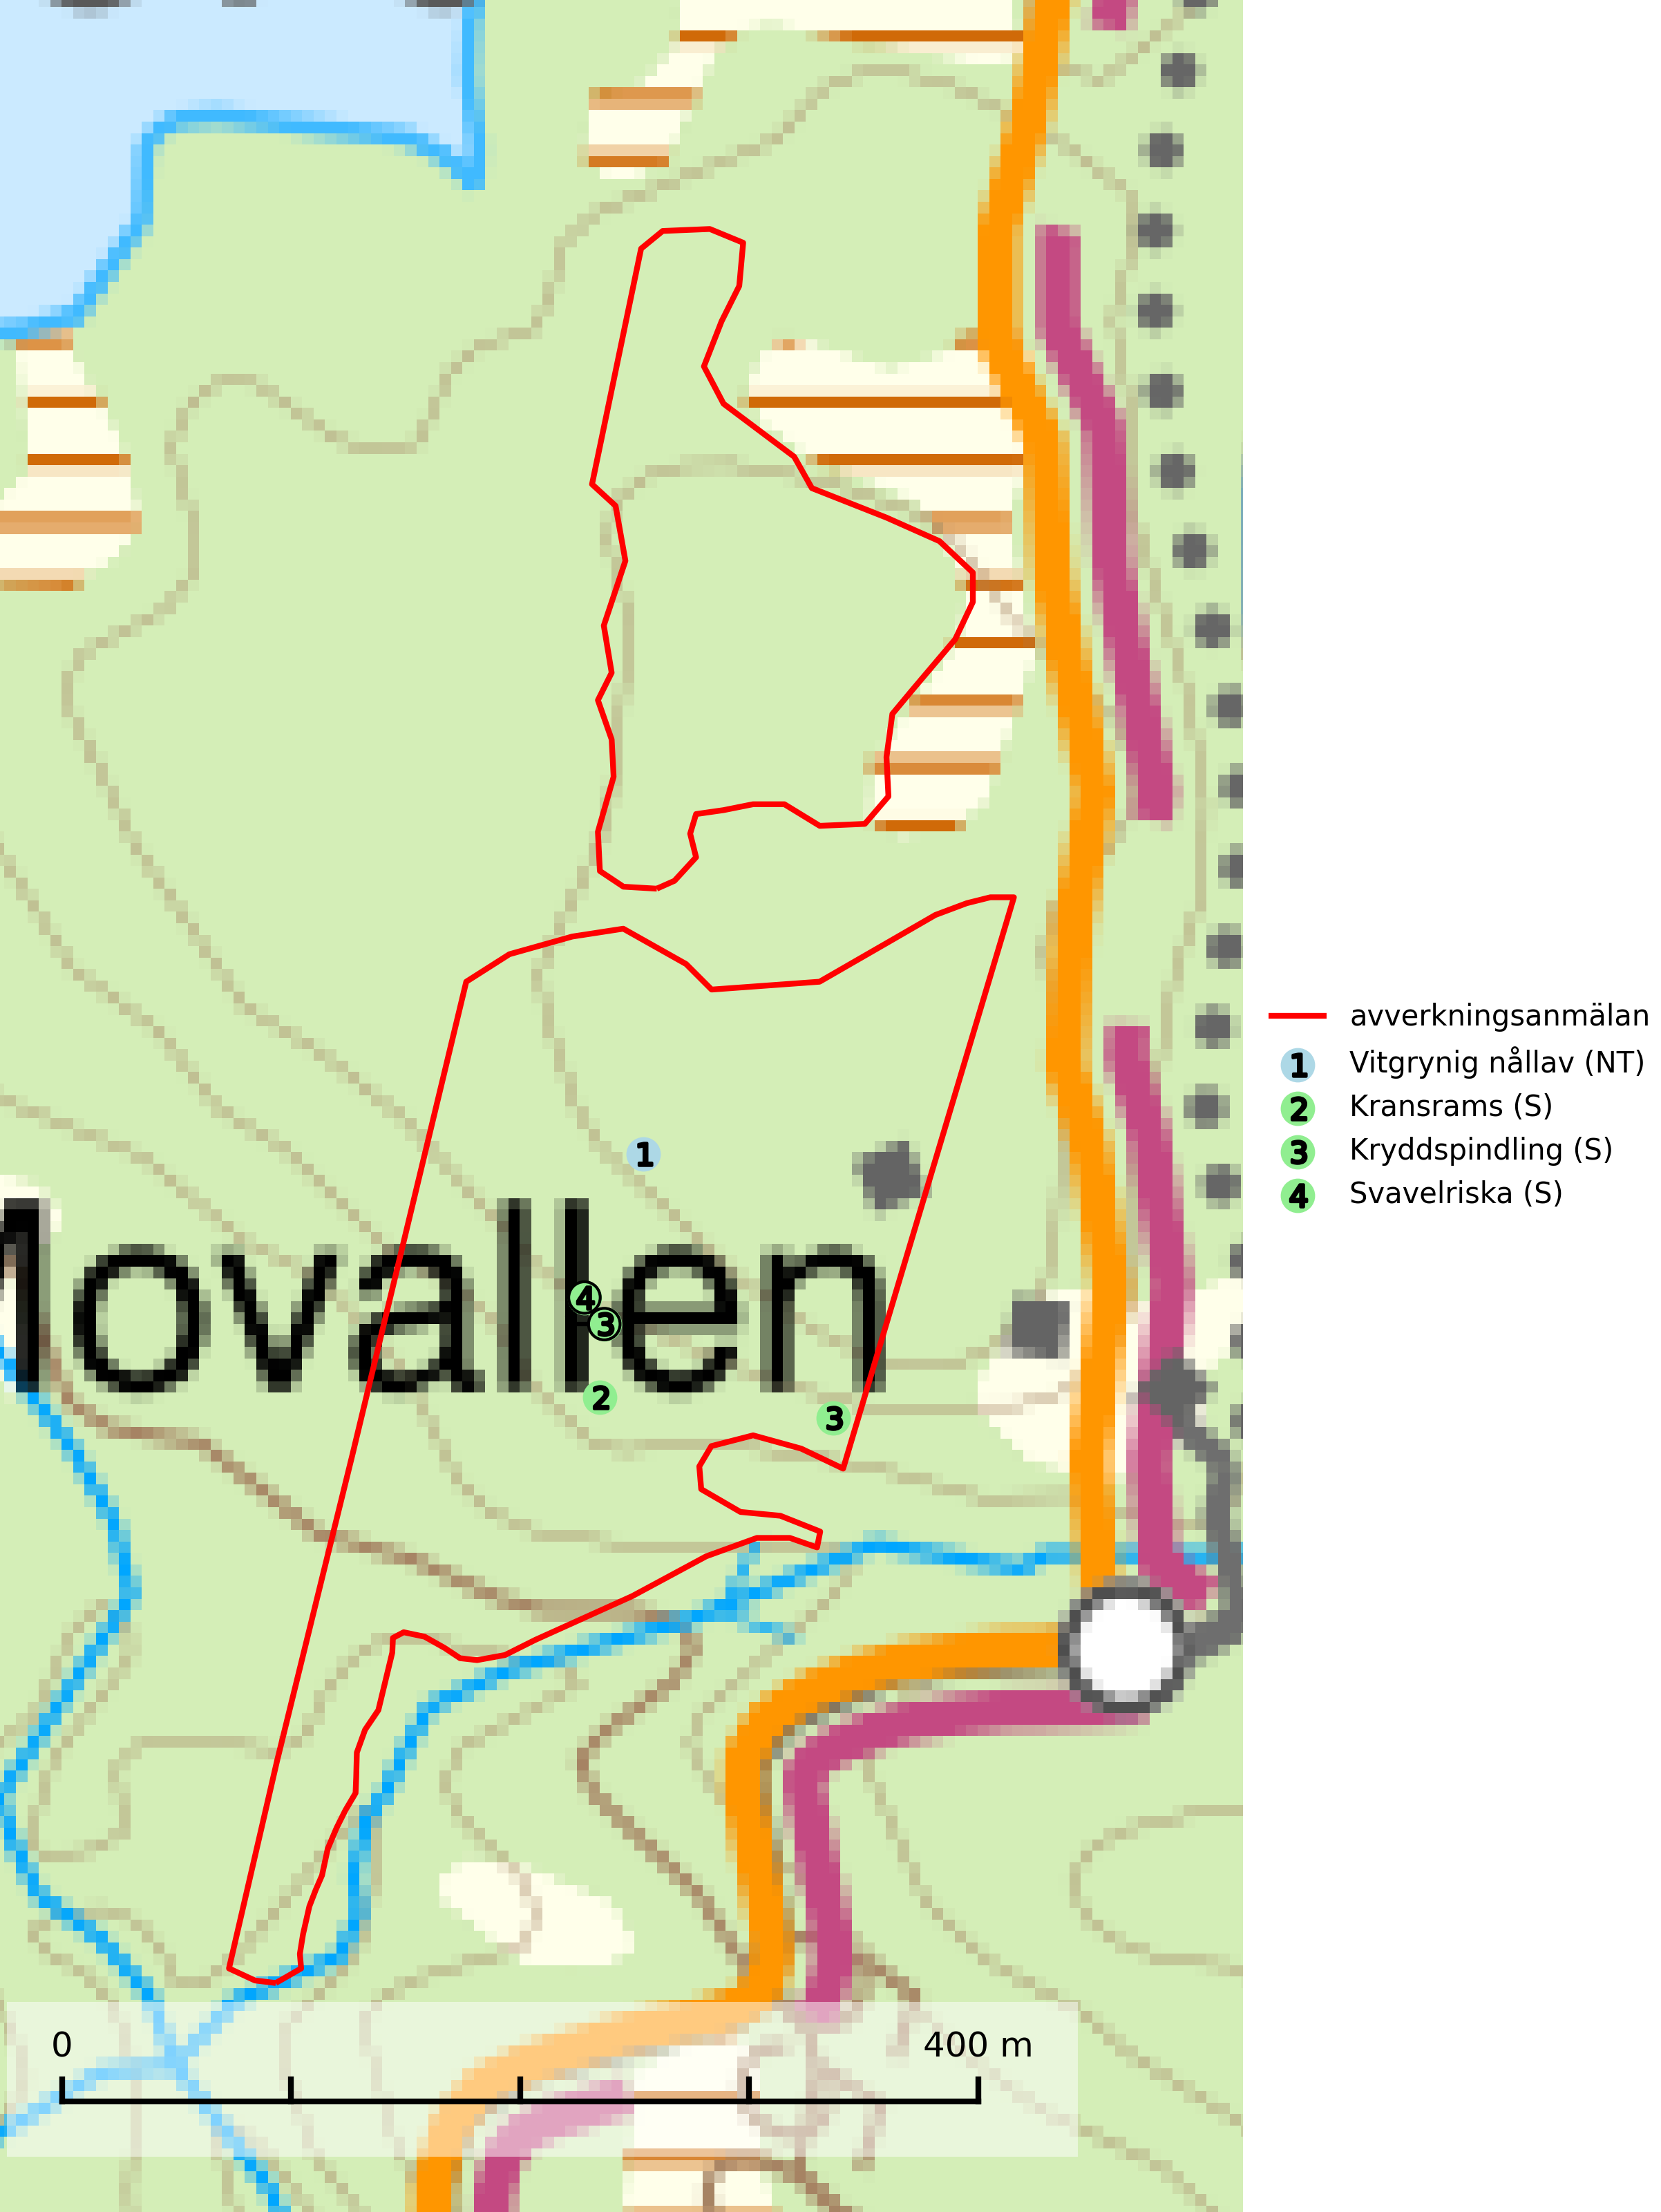 avverkningsanmälan
1 Vitgrynig nållav (NT)
2 Kransrams (S)
3 Kryddspindling (S)
4 Svavelriska (S)
1
Movallen
4
3
2
3
0 400 m